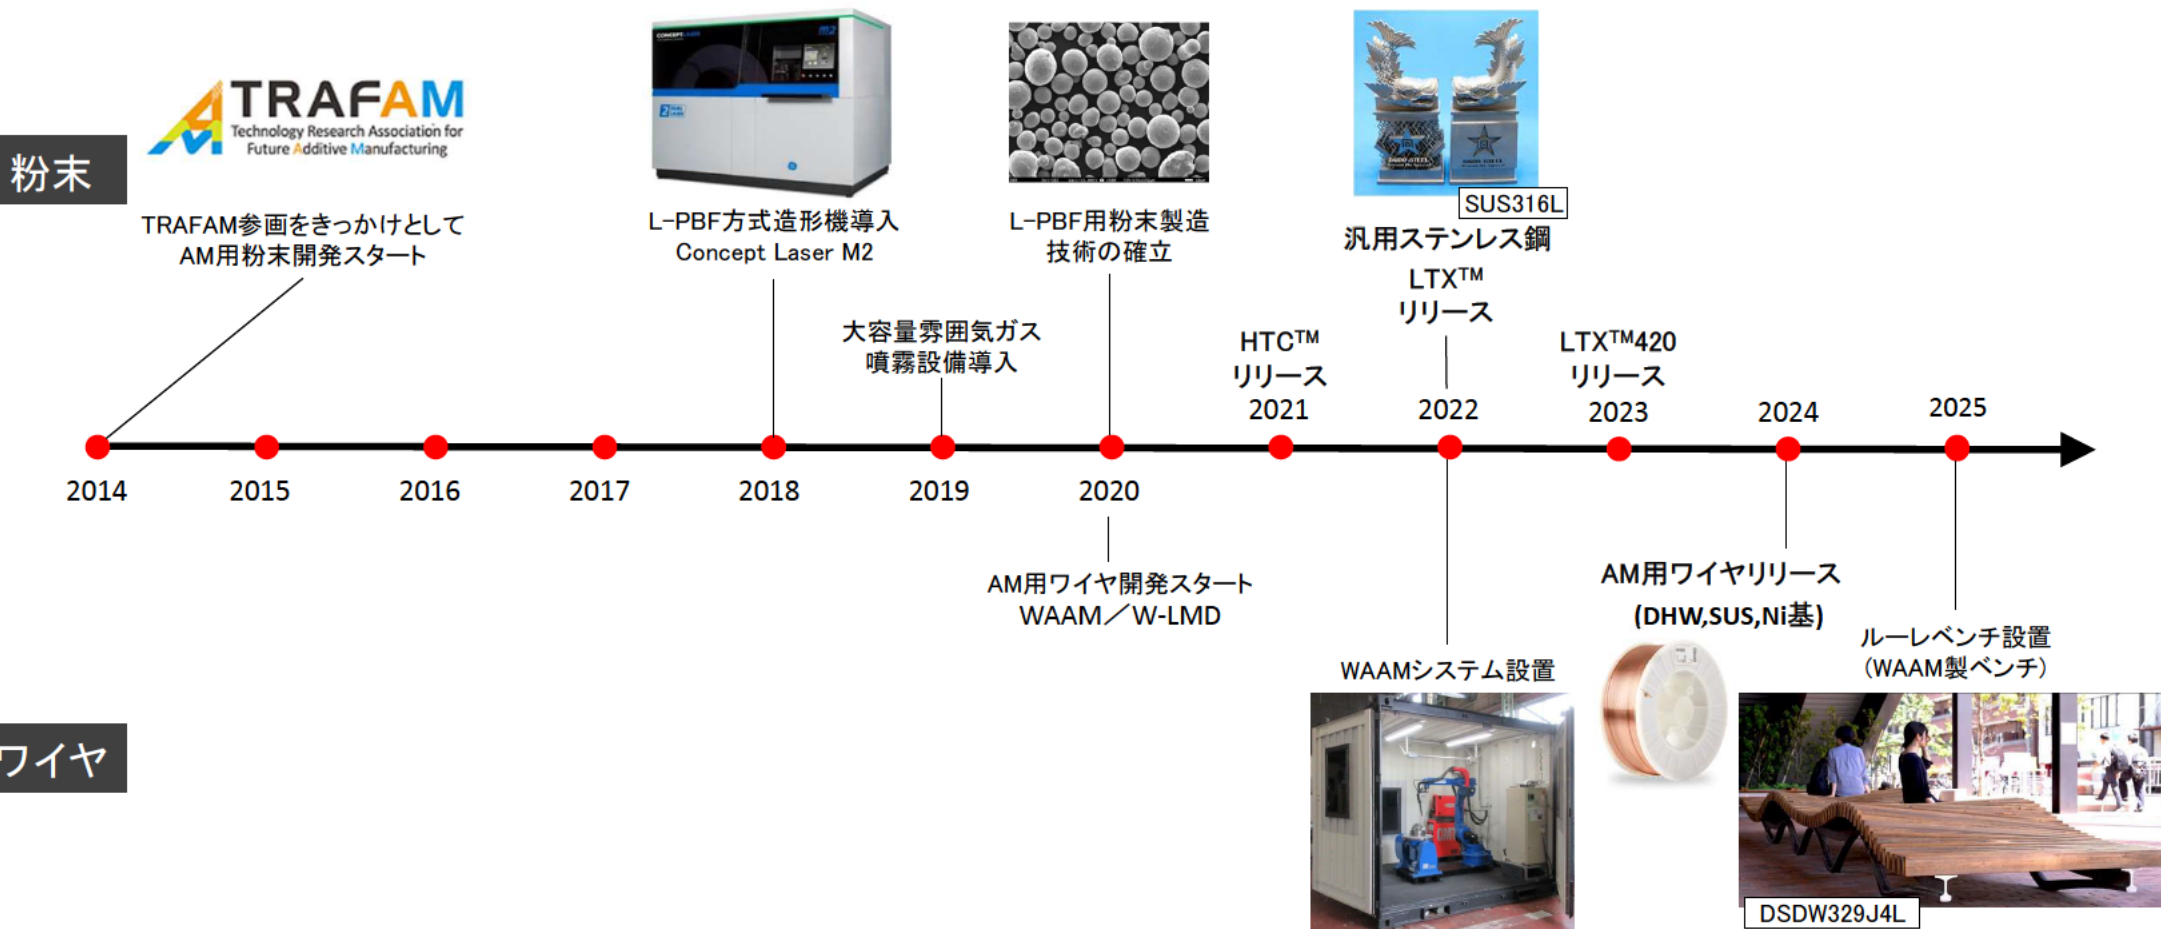 TRAFAM
Technology Research Association for
Future Additive Manufacturing
粉末
TRAFAM参画をきっかけとして
AM用粉末開発スタート
CONCEPTLASER
m2
L-PBF方式造形機導入
Concept Laser M2
大容量雰囲気ガス
噴霧設備導入
L-PBF用粉末製造
技術の確立
DAIDO STEEL
DAIDO STEEL
SUS316L
汎用ステンレス鋼
LTX™
リリース
HTC™
リリース
LTX™420
リリース
2014
2015
2016
2017
2018
2019
2020
2021
2022
2023
2024
2025
AM用ワイヤ開発スタート
WAAM／W-LMD
WAAMシステム設置
AM用ワイヤリリース
(DHW,SUS,Ni基)
ルーレベンチ設置
(WAAM製ベンチ)
ワイヤ
DSDW329J4L